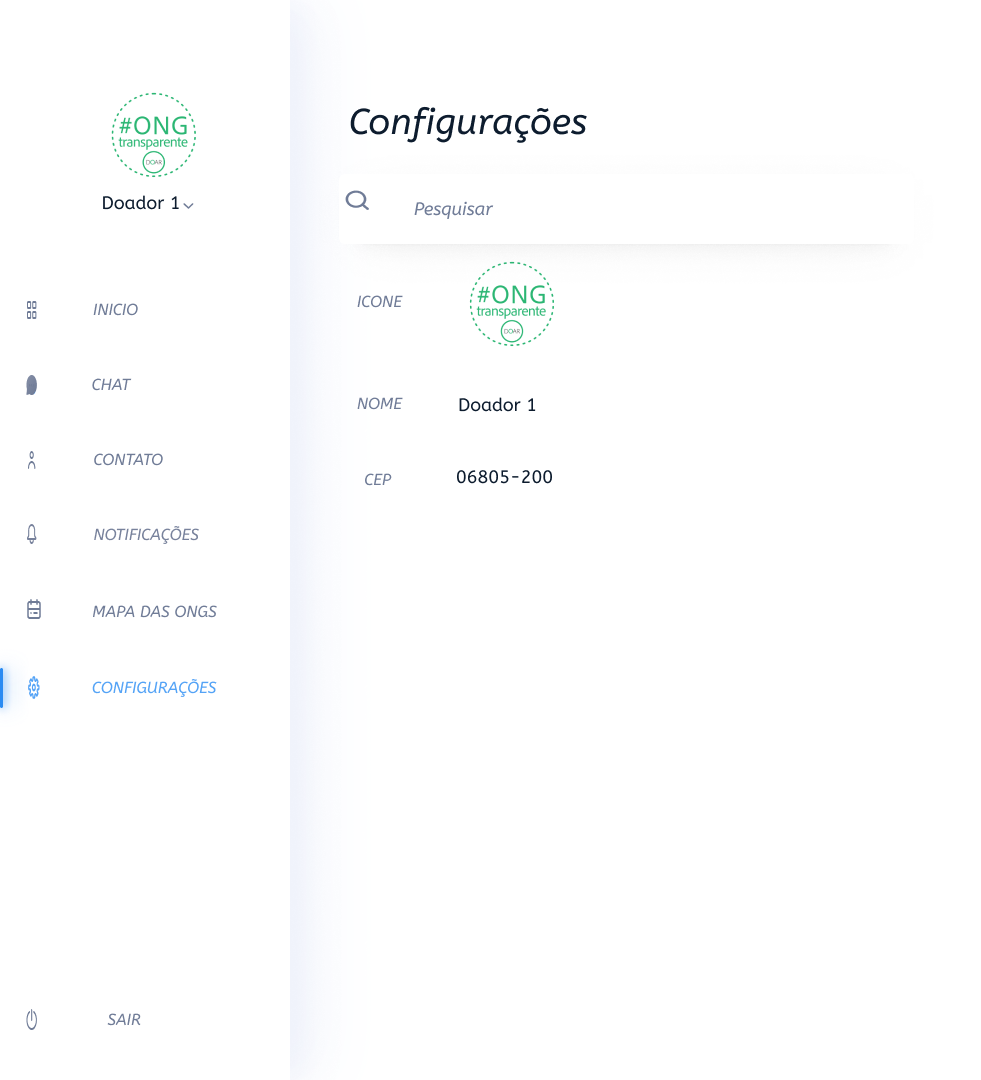 #ONG
transparente
DOAR
Doador 1
INICIO
CHAT
CONTATO
NOTIFICAÇÕES
MAPA DAS ONGS
CONFIGURAÇÕES
SAIR
Configurações
Pesquisar
ICONE
#ONG
transparente
DOAR
NOME Doador 1
CEP 06805-200